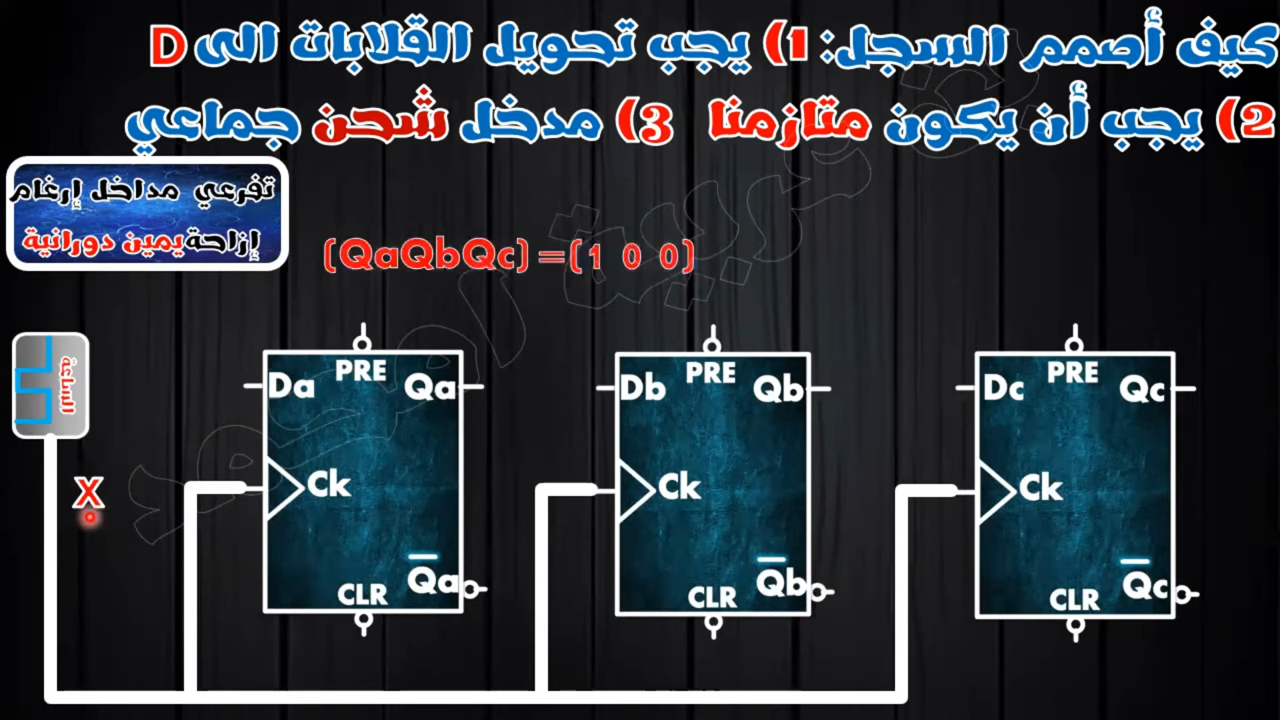 كيف أصمم السجل: 1) يجب تحويل القلابات الى D
2) يجب أن يكون متازمنا 3) مدخل شحن جماعي
تفرعي مداخل إرغام
إزاحة يمين دورانية
(QaQbQc)=(1 0 0)
الساعة
X
Da PRE Qa
Ck
CLR Qa
Db PRE Qb
Ck
CLR Qb
Dc PRE Qc
Ck
CLR Qc